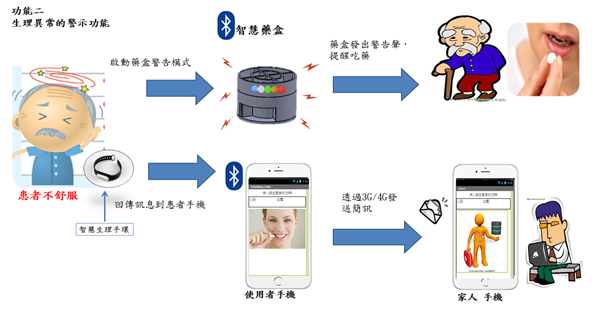 功能二
生理異常的警示功能
智慧藥盒
啟動藥盒警告模式
藥盒發出警告聲，
提醒吃藥
患者不舒服
回傳訊息到患者手機
智慧生理手環
透過3G/4G發
送簡訊
使用者手機
家人 手機